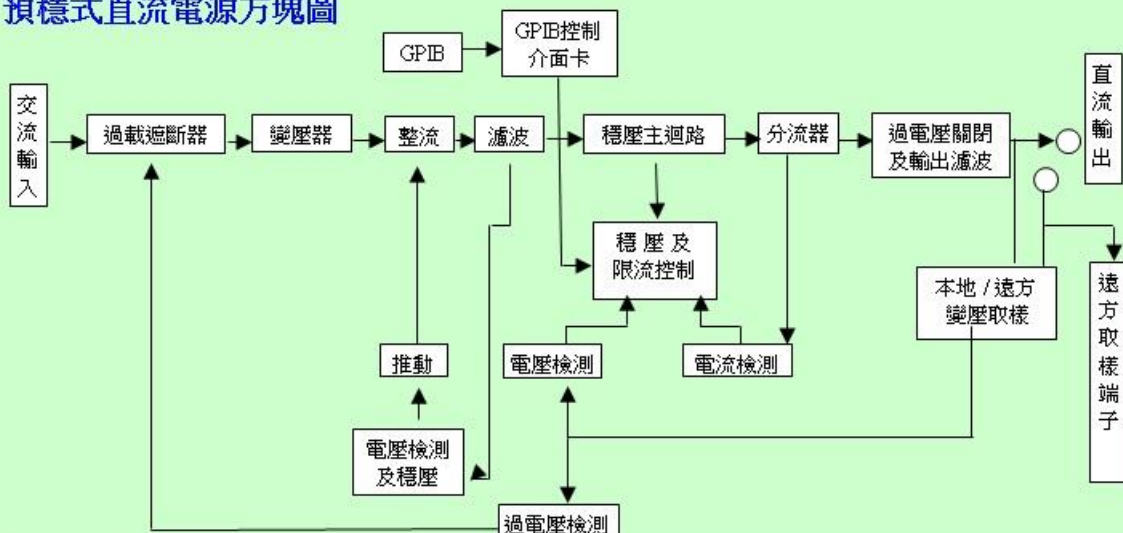 預穩式直流電源方塊圖
GPIB
GPIB控制
介面卡
交流輸入
過載遮斷器
變壓器
整流
濾波
穩壓主迴路
分流器
過電壓關閉
及輸出濾波
直流輸出
穩壓及
限流控制
本地/遠方
變壓取樣
遠方取樣端子
推動
電壓檢測
電流檢測
電壓檢測
及穩壓
過電壓檢測